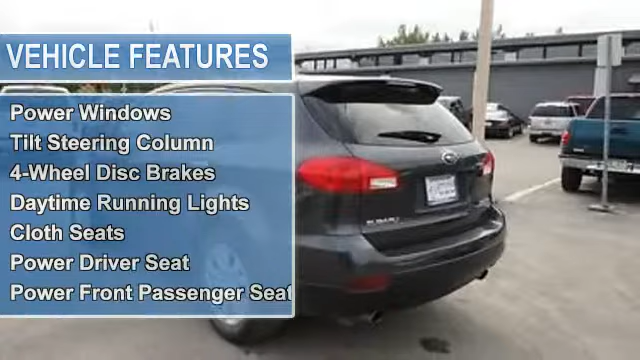 VEHICLE FEATURES
Power Windows
Tilt Steering Column
4-Wheel Disc Brakes
Daytime Running Lights
Cloth Seats
Power Driver Seat
Power Front Passenger Seat
SUBARU